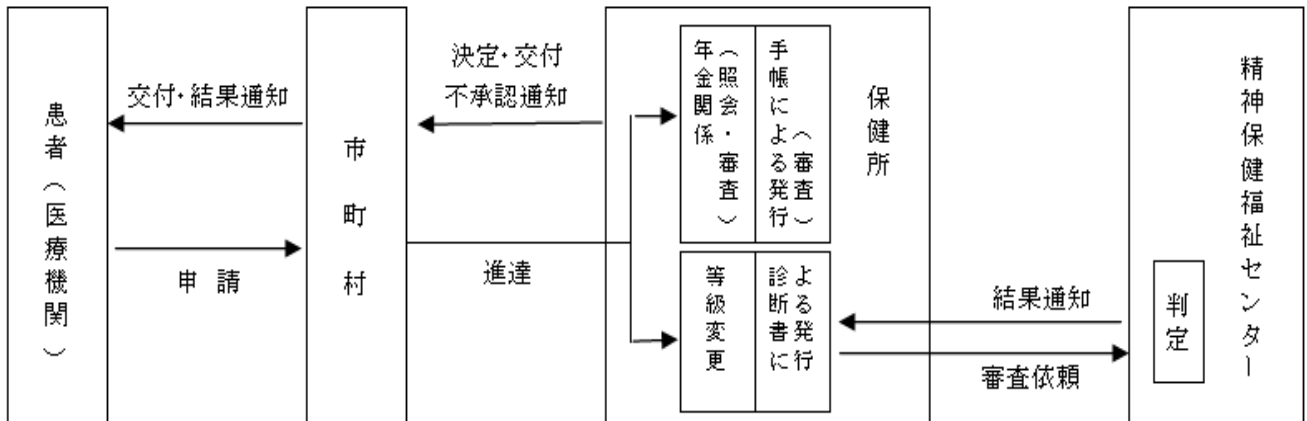 患者（医療機関）
交付・結果通知
申 請
市町村
決定・交付
不承認通知
進達
年金関係
（照会・審査）
手帳による発行
（審査）
保健所
等級変更
診断書に
よる発行
結果通知
審査依頼
判定
精神保健福祉センター